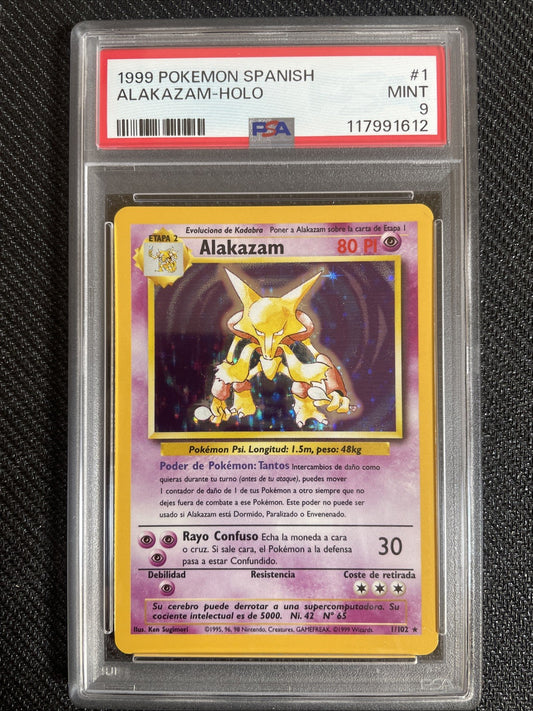 1999 POKEMON SPANISH #1
ALAKAZAM-HOLO MINT
9
PSA 117991612
Evoluciona de Kadabra Poner a Alakazam sobre la carta de Etapa 1
ETAPA 2
Alakazam 80 PI
Pokémon Psi. Longitud: 1.5m, peso: 48kg
Poder de Pokémon: Tantos Intercambios de daño como
quieras durante tu turno (antes de tu ataque), puedes mover
1 contador de daño de 1 de tus Pokémon a otro siempre que no
dejes fuera de combate a ese Pokémon. Este poder no puede ser
usado si Alakazam está Dormido, Paralizado o Envenenado.
Rayo Confuso Echa la moneda a cara
o cruz. Si sale cara, el Pokémon a la defensa
pasa a estar Confundido.
30
Debilidad Resistencia Coste de retirada
Su cerebro puede derrotar a una supercomputadora. Su
cociente intelectual es de 5000. Ni. 42 N° 65
Ilus. Ken Sugimori ©1995, 96, 98 Nintendo, Creatures, GAMEFREAK. ©1999 Wizards. 1/102 ★